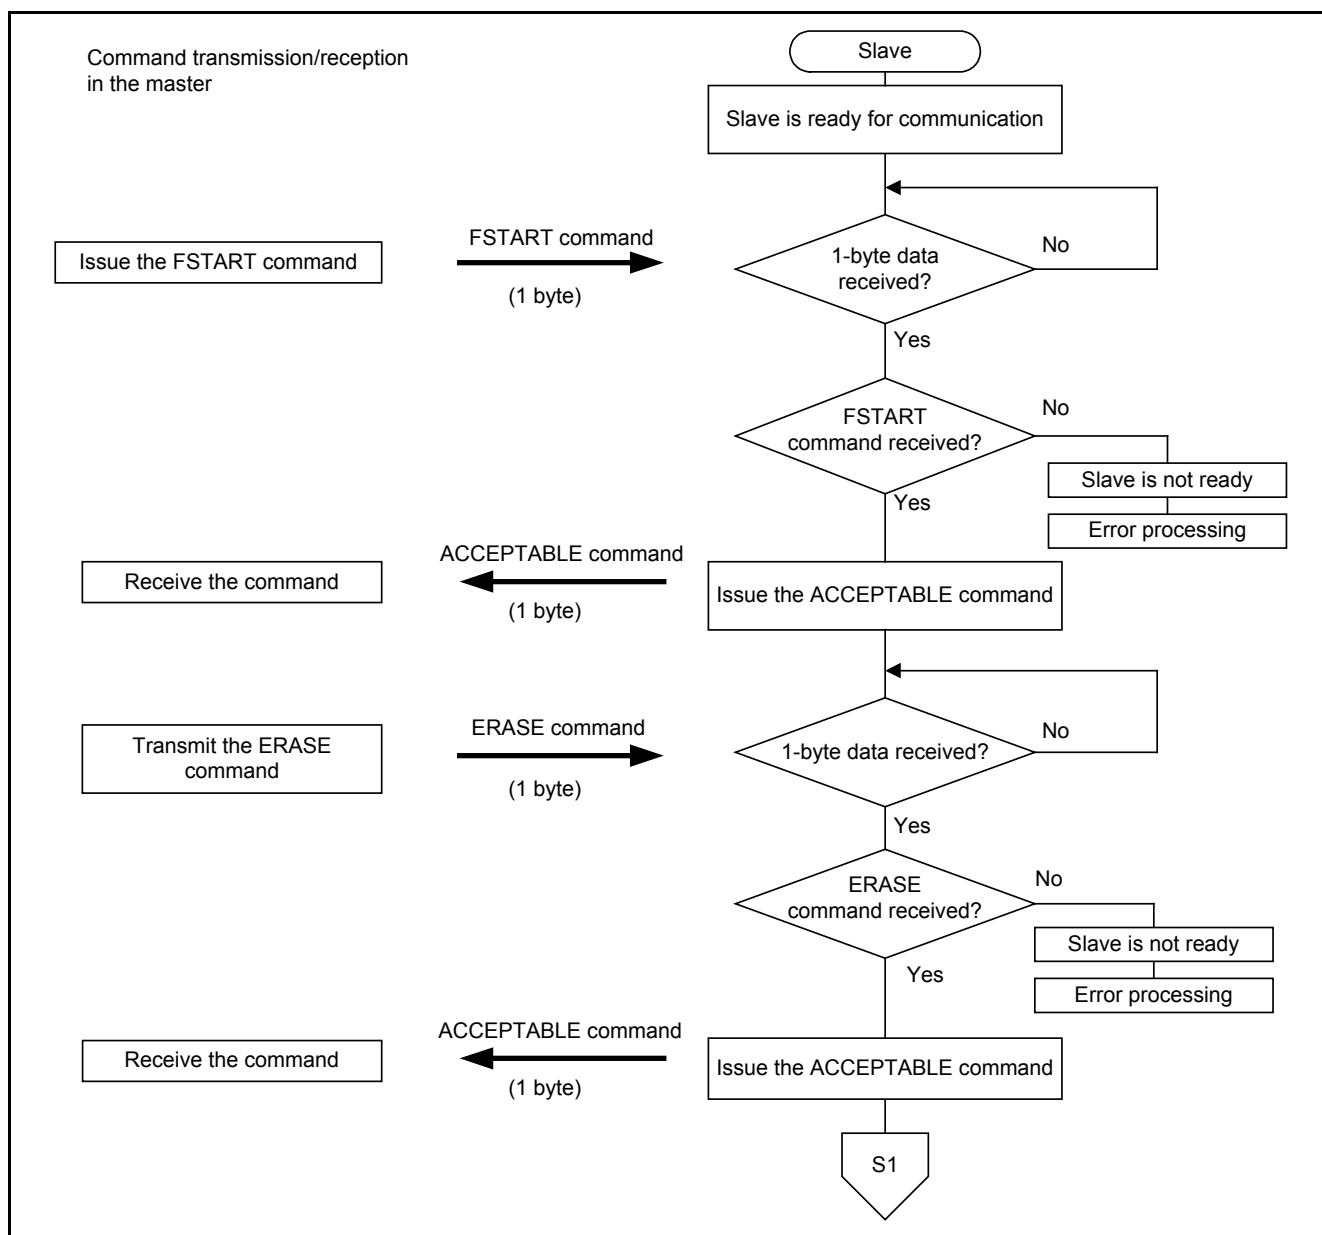 Command transmission/reception
in the master
Slave
Slave is ready for communication
FSTART command
Issue the FSTART command
(1 byte)
1-byte data
received?
No
Yes
FSTART
command received?
No
Slave is not ready
Error processing
Yes
ACCEPTABLE command
Receive the command
(1 byte)
Issue the ACCEPTABLE command
ERASE command
Transmit the ERASE
command
(1 byte)
1-byte data received?
No
Yes
ERASE
command received?
No
Slave is not ready
Error processing
Yes
ACCEPTABLE command
Receive the command
(1 byte)
Issue the ACCEPTABLE command
S1